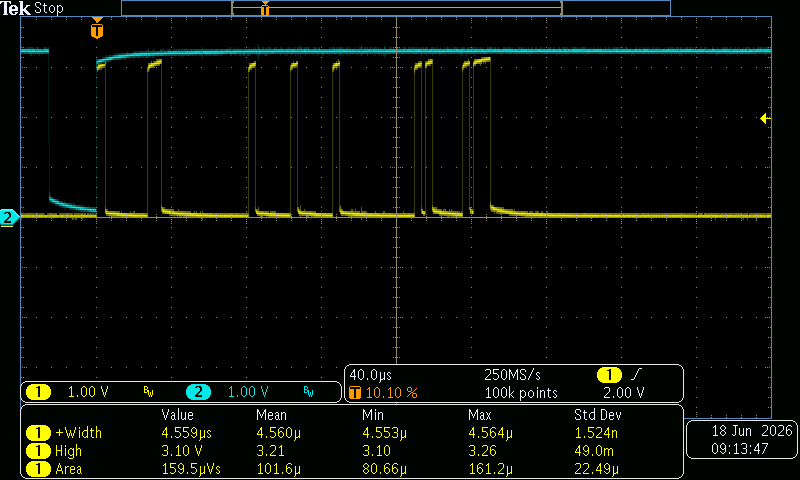 Tek Stop
T
T
2
1 1.00 V BW 2 1.00 V BW
40.0µs 250MS/s 1
T 10.10 % 100k points 2.00 V
Value Mean Min Max Std Dev
1 +Width 4.559µs 4.560µ 4.553µ 4.564µ 1.524n
1 High 3.10 V 3.21 3.10 3.26 49.0m
1 Area 159.5µVs 101.6µ 80.66µ 161.2µ 22.49µ
18 Jun 2026
09:13:47